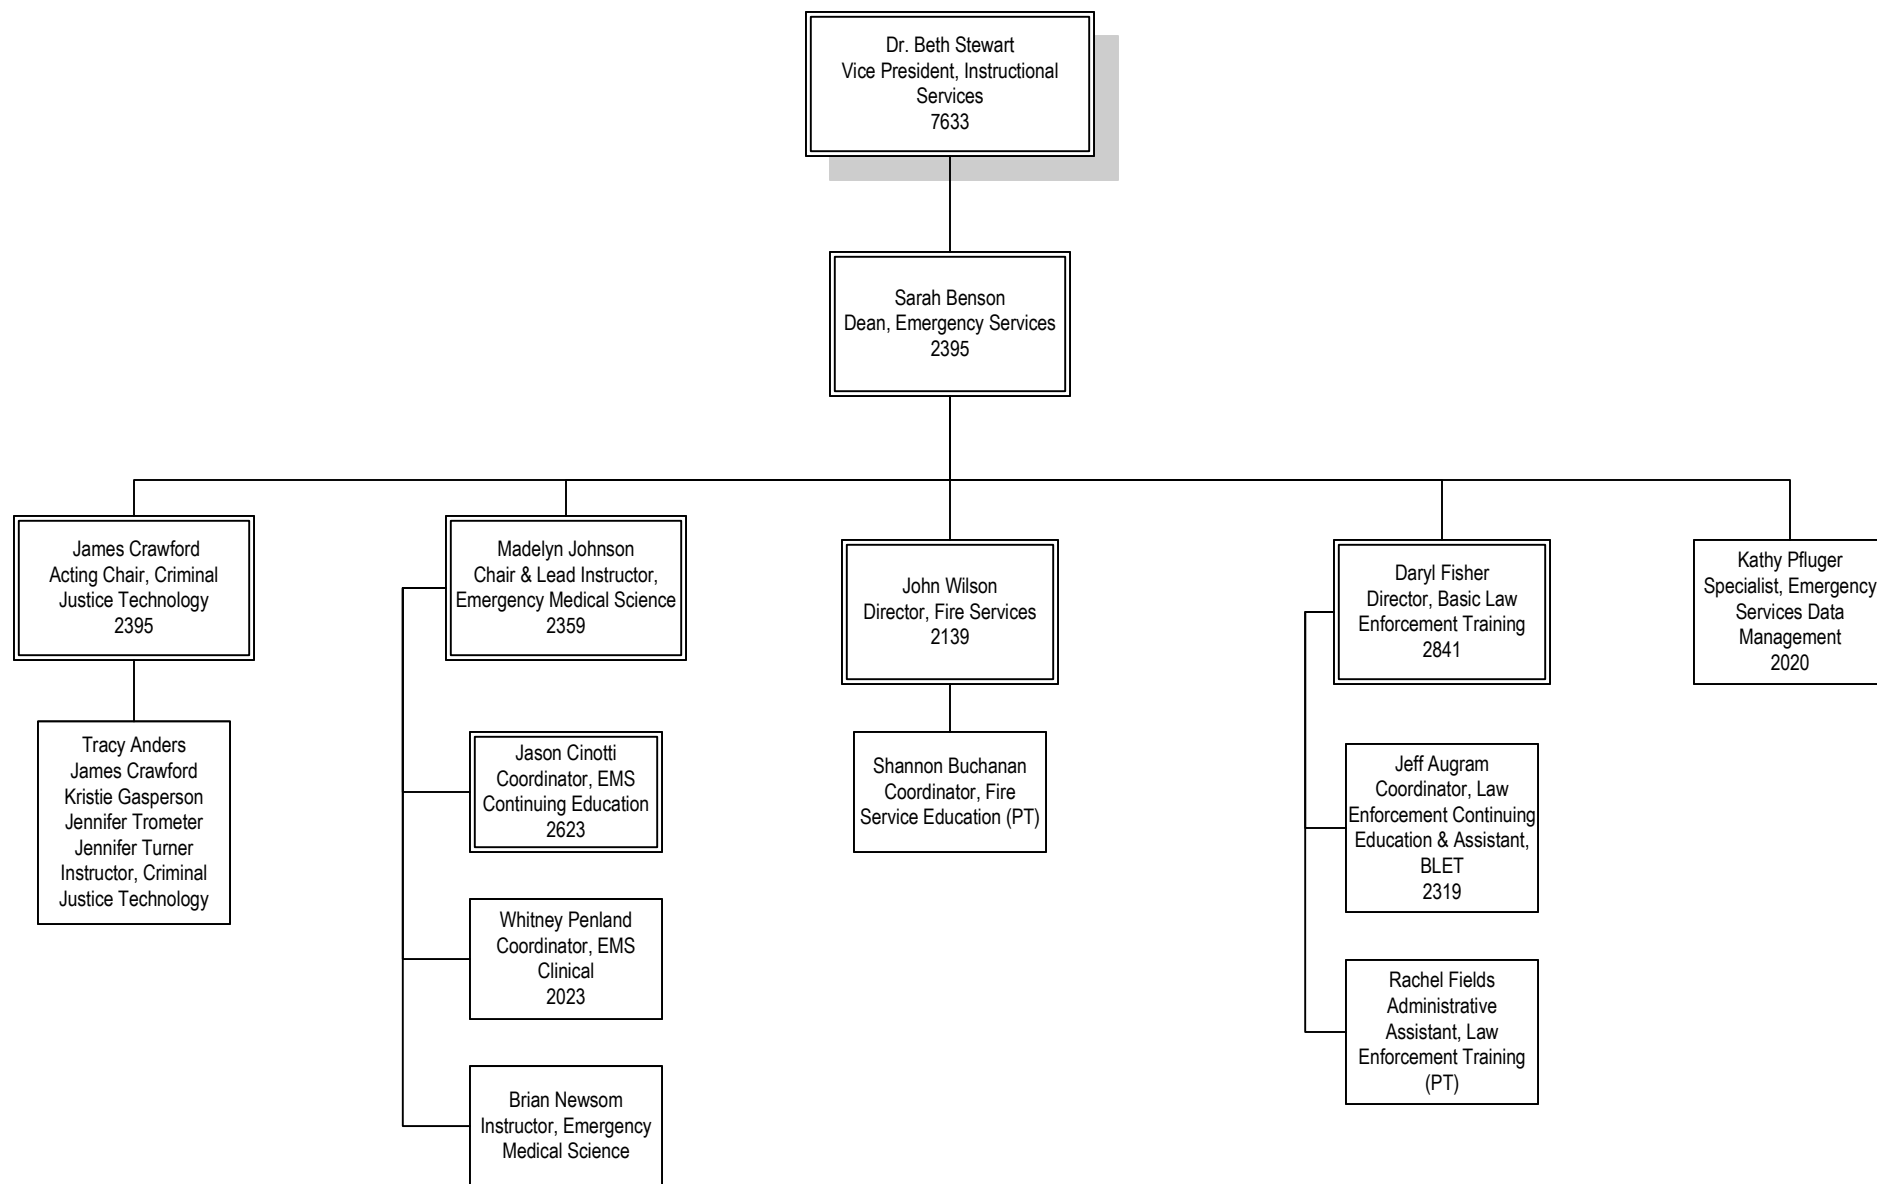 Dr. Beth Stewart
Vice President, Instructional
Services
7633
Sarah Benson
Dean, Emergency Services
2395
James Crawford
Acting Chair, Criminal
Justice Technology
2395
Tracy Anders
James Crawford
Kristie Gasperson
Jennifer Trometer
Jennifer Turner
Instructor, Criminal
Justice Technology
Madelyn Johnson
Chair & Lead Instructor,
Emergency Medical Science
2359
Jason Cinotti
Coordinator, EMS
Continuing Education
2623
Whitney Penland
Coordinator, EMS
Clinical
2023
Brian Newsom
Instructor, Emergency
Medical Science
John Wilson
Director, Fire Services
2139
Shannon Buchanan
Coordinator, Fire
Service Education (PT)
Daryl Fisher
Director, Basic Law
Enforcement Training
2841
Jeff Augram
Coordinator, Law
Enforcement Continuing
Education & Assistant,
BLET
2319
Rachel Fields
Administrative
Assistant, Law
Enforcement Training
(PT)
Kathy Pfluger
Specialist, Emergency
Services Data
Management
2020